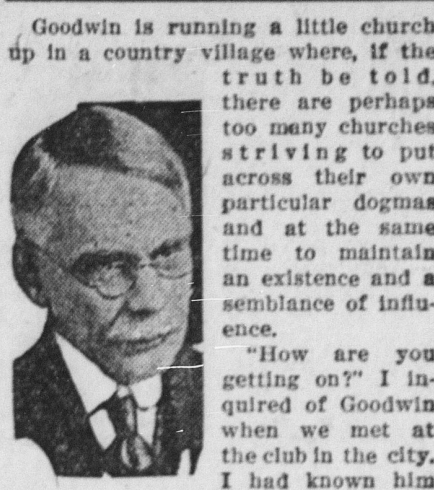 Goodwin is running a little church
up in a country village where, if the
truth be told,
there are perhaps
too many churches
striving to put
across their own
particular dogmas
and at the same
time to maintain
an existence and a
semblance of influ-
ence.
"How are you
getting on?" I in-
quired of Goodwin
when we met at
the club in the city.
I had known him